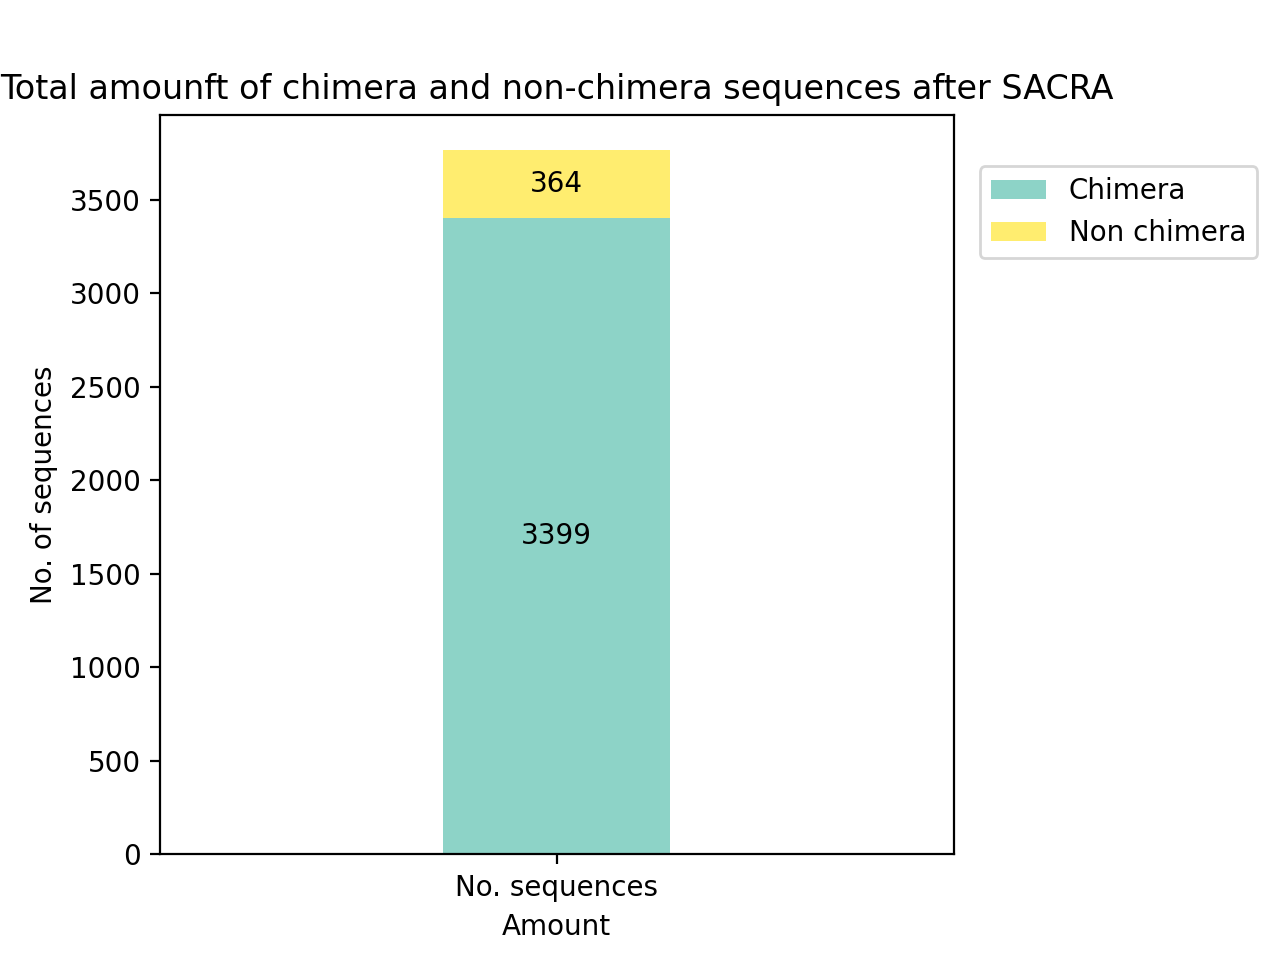 Total amounft of chimera and non-chimera sequences after SACRA
Chimera
Non chimera
364
3399
3500
3000
2500
2000
1500
1000
500
0
No. of sequences
No. sequences
Amount